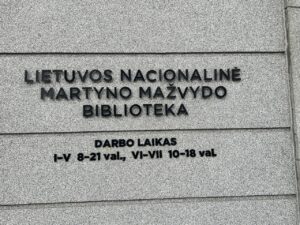 LIETUVOS NACIONALINĖ
MARTYNO MAŽVYDO
BIBLIOTEKA
DARBO LAIKAS
I-V 8-21 val., VI-VII 10-18 val.